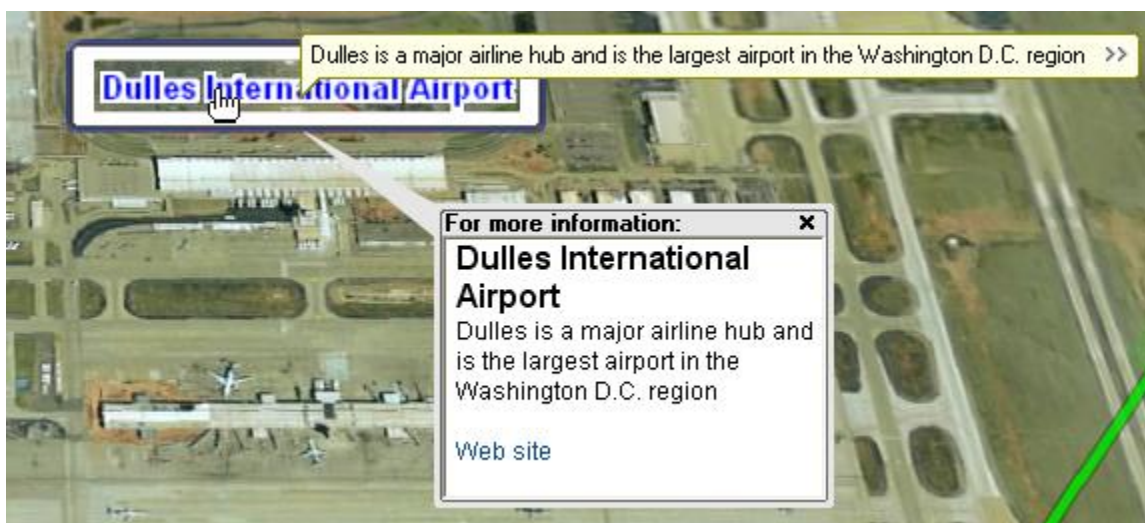 Dulles is a major airline hub and is the largest airport in the Washington D.C. region >>
Dulles International Airport
For more information: x
Dulles International
Airport
Dulles is a major airline hub and
is the largest airport in the
Washington D.C. region
Web site